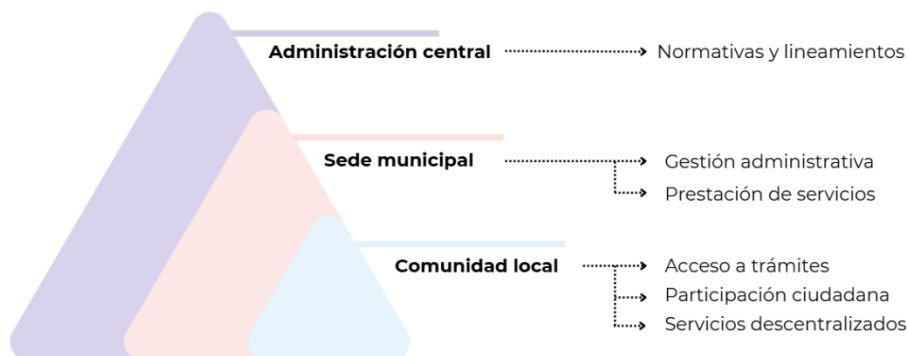 Administración central
Normativas y lineamientos
Sede municipal
Gestión administrativa
Prestación de servicios
Comunidad local
Acceso a trámites
Participación ciudadana
Servicios descentralizados